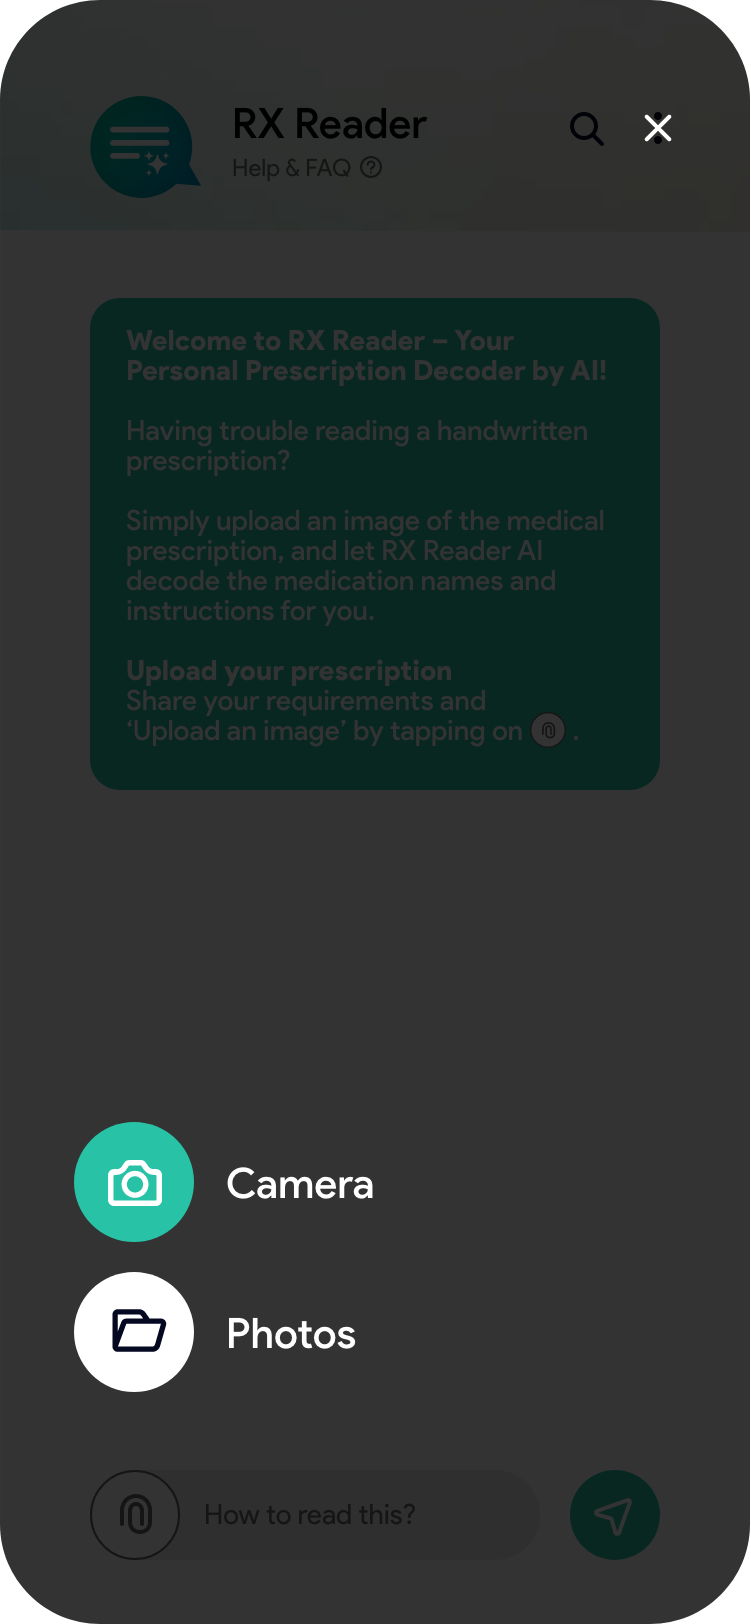 RX Reader
Help & FAQ
Welcome to RX Reader – Your
Personal Prescription Decoder by AI!
Having trouble reading a handwritten
prescription?
Simply upload an image of the medical
prescription, and let RX Reader AI
decode the medication names and
instructions for you.
Upload your prescription
Share your requirements and
‘Upload an image’ by tapping on .
Camera
Photos
How to read this?